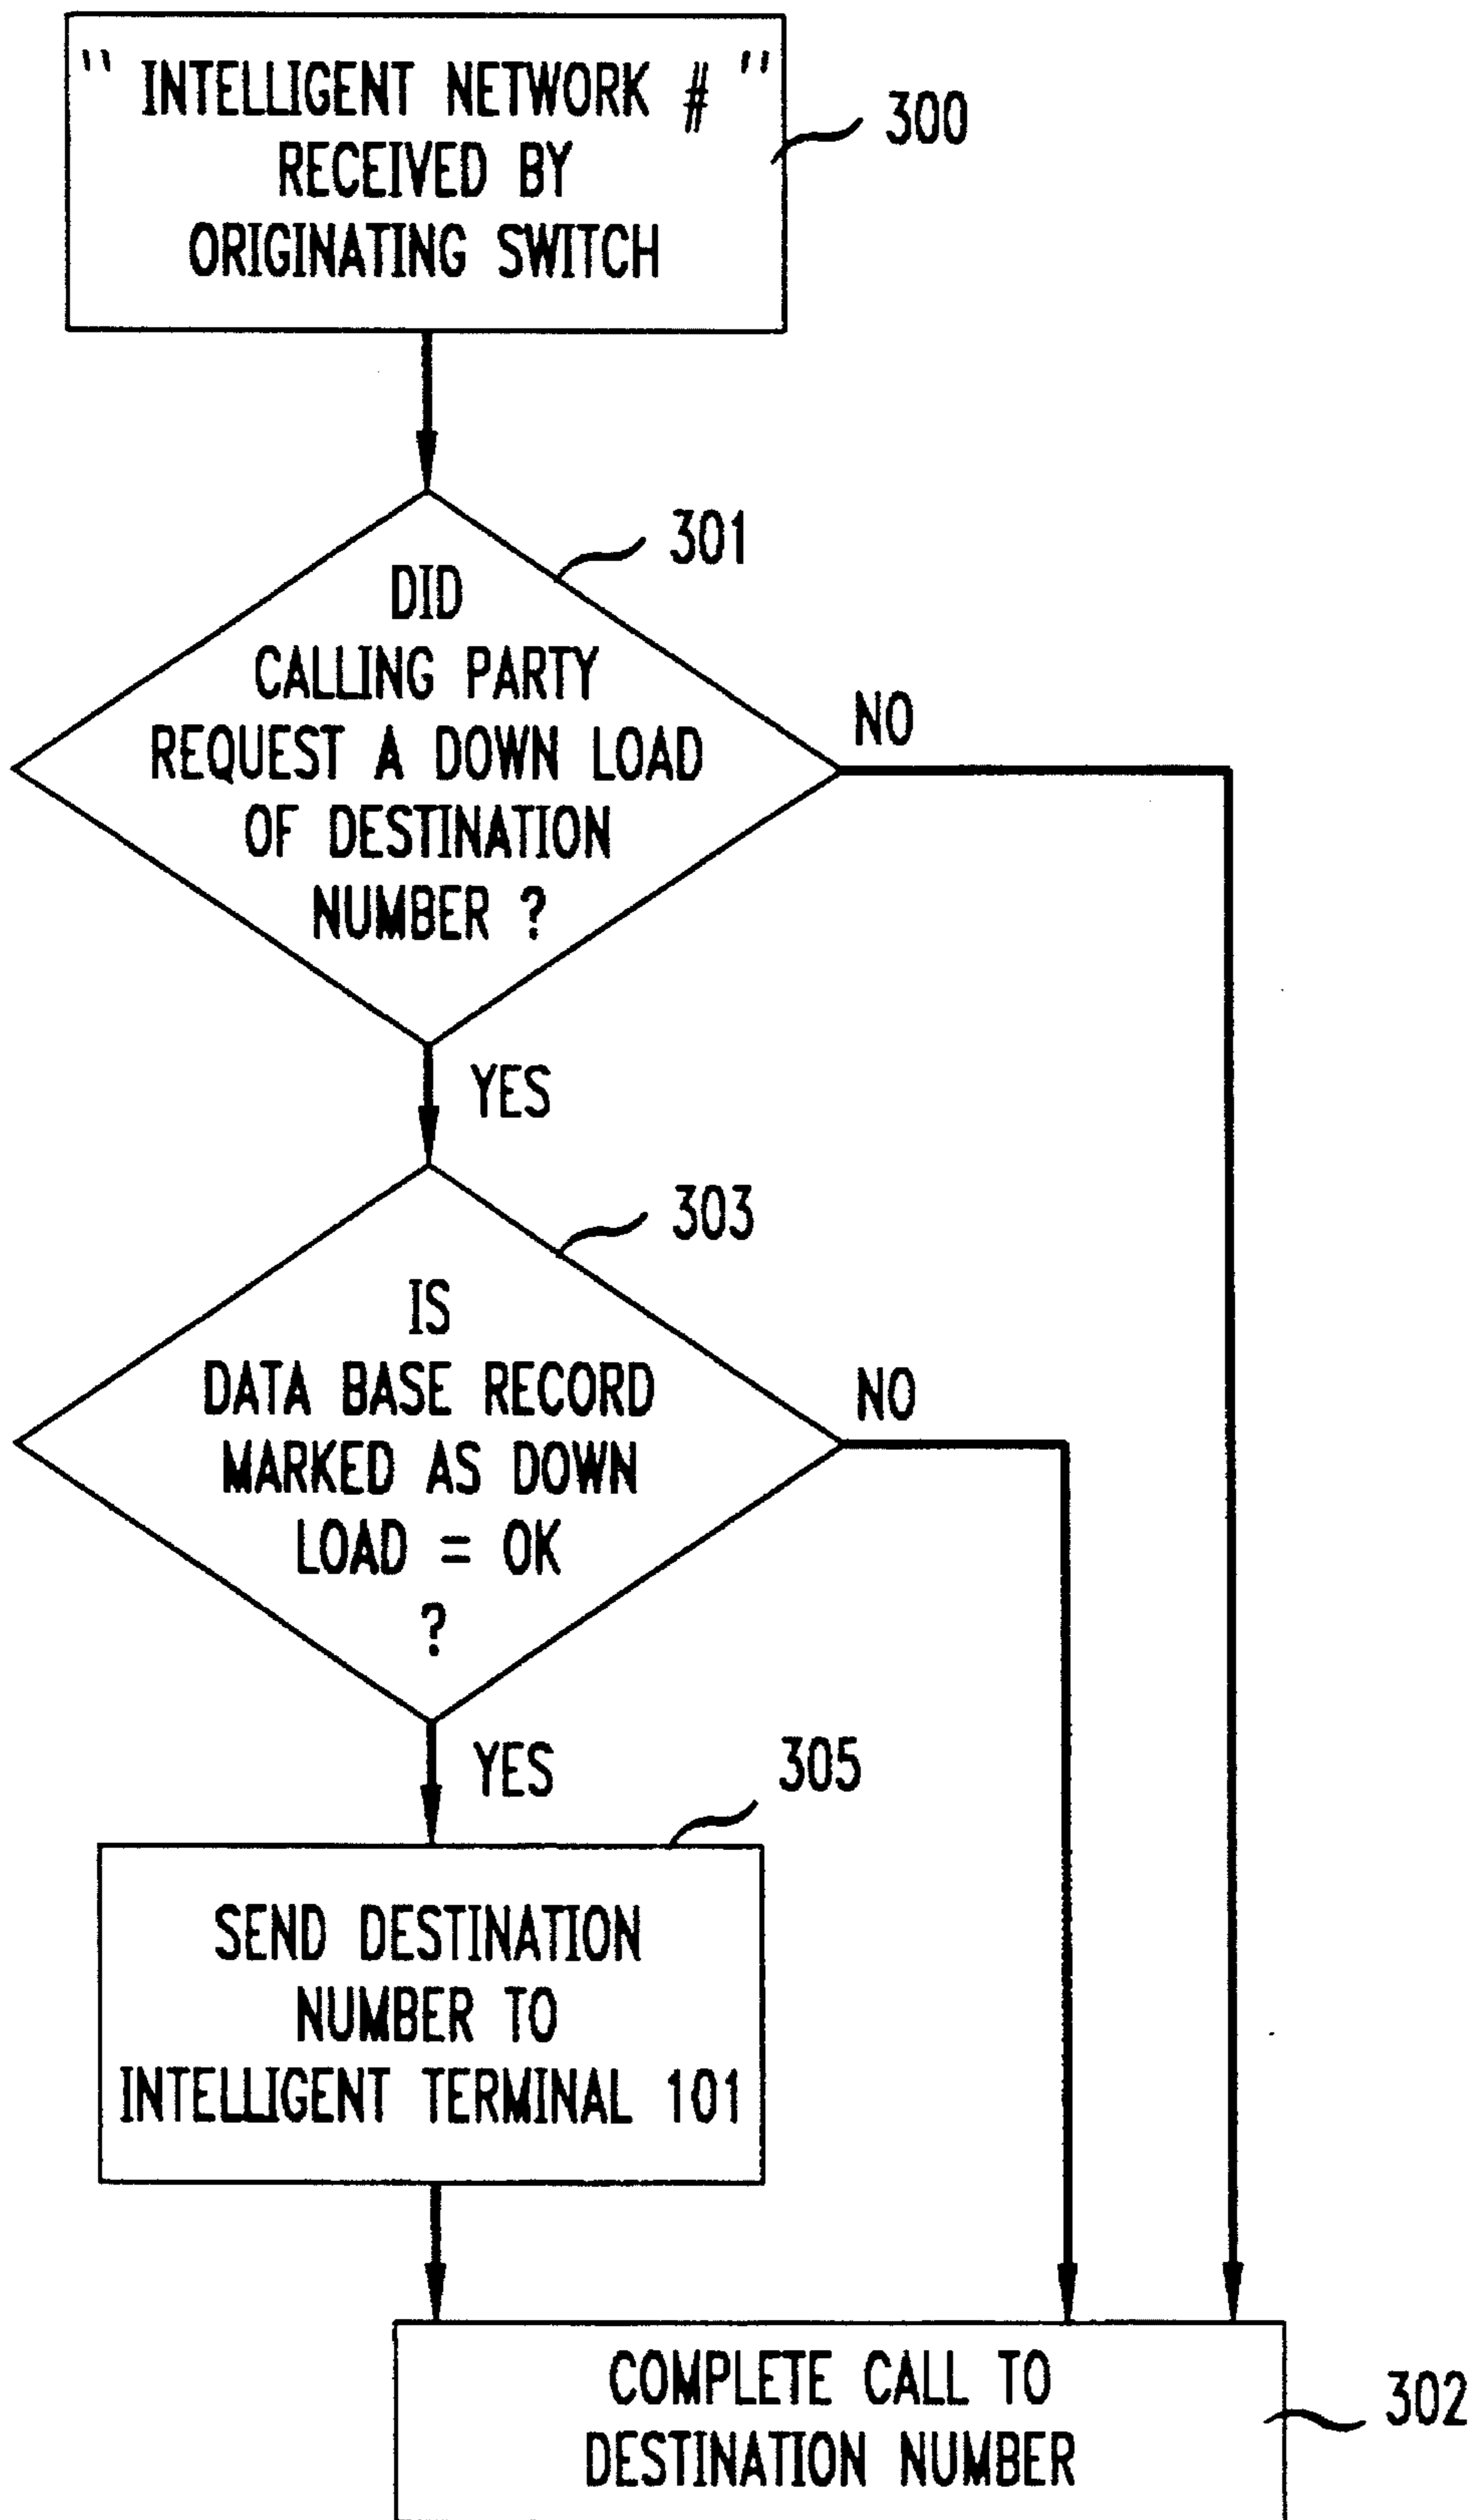 " INTELLIGENT NETWORK # "
RECEIVED BY
ORIGINATING SWITCH
300
301
DID
CALLING PARTY
REQUEST A DOWN LOAD
OF DESTINATION
NUMBER ?
NO
YES
303
IS
DATA BASE RECORD
MARKED AS DOWN
LOAD = OK
?
NO
YES
305
SEND DESTINATION
NUMBER TO
INTELLIGENT TERMINAL 101
COMPLETE CALL TO
DESTINATION NUMBER
302